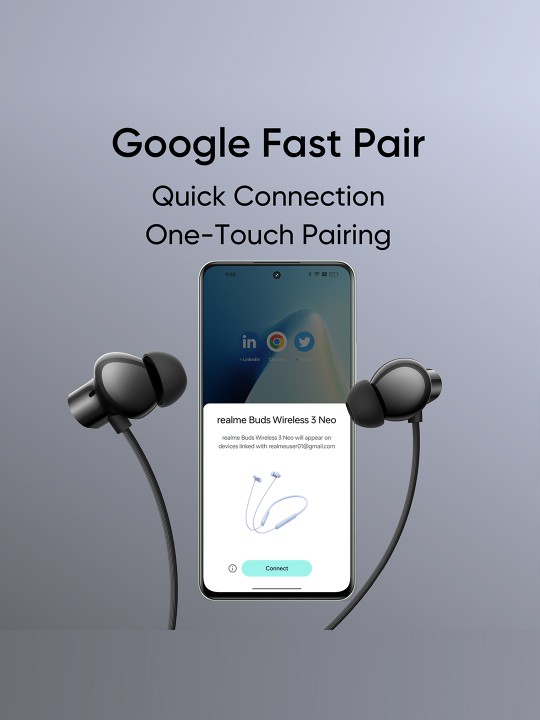 Google Fast Pair
Quick Connection
One-Touch Pairing
in
realme Buds Wireless 3 Neo
realme Buds Wireless 3 Neo will appear on
devices linked with realmeuser01@gmail.com
Connect